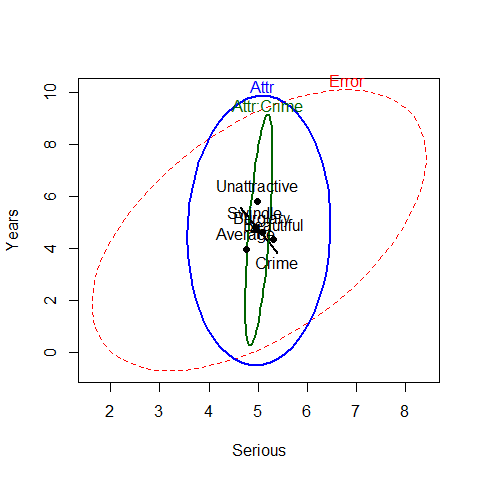 Error
Attr
Attr:Crime
Unattractive
Swindle
Burglary
Beautiful
Average
Crime
Years
0
2
4
6
8
10
2
3
4
5
6
7
8
Serious